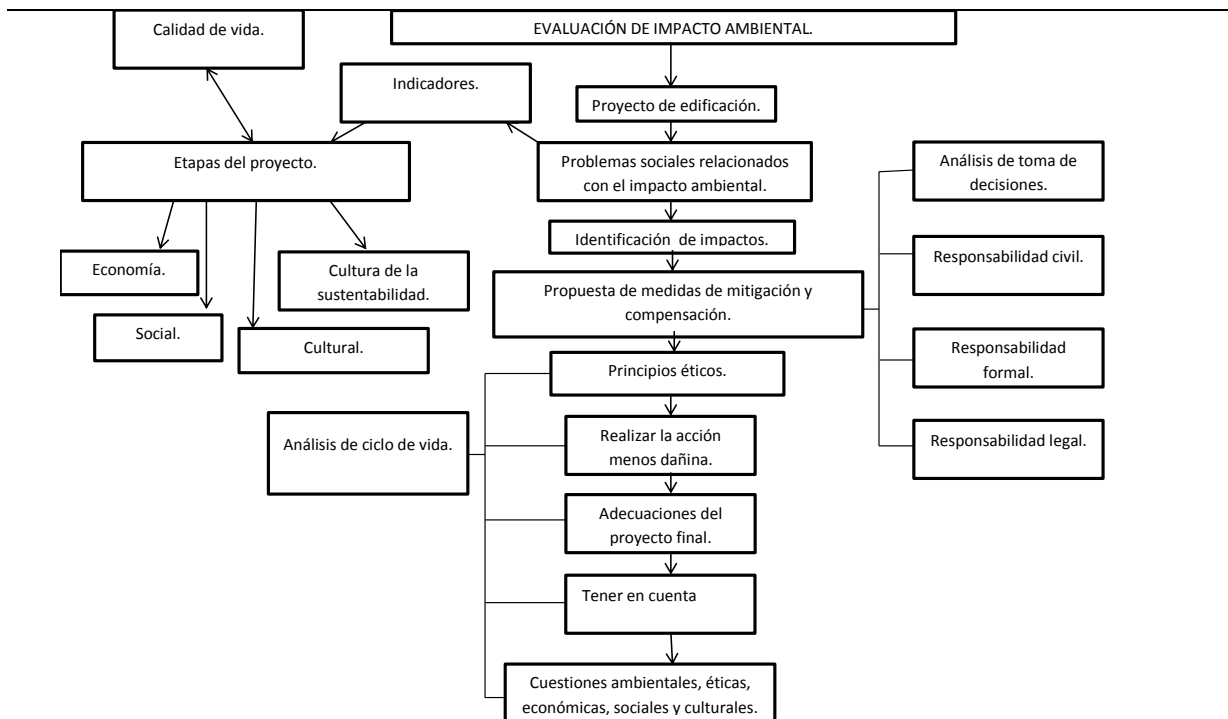 EVALUACIÓN DE IMPACTO AMBIENTAL.
Calidad de vida.
Indicadores.
Proyecto de edificación.
Etapas del proyecto.
Problemas sociales relacionados
con el impacto ambiental.
Análisis de toma de
decisiones.
Identificación de impactos.
Economía.
Cultura de la
sustentabilidad.
Responsabilidad civil.
Propuesta de medidas de mitigación y
compensación.
Social.
Cultural.
Responsabilidad
formal.
Principios éticos.
Análisis de ciclo de vida.
Realizar la acción
menos dañina.
Responsabilidad legal.
Adecuaciones del
proyecto final.
Tener en cuenta
Cuestiones ambientales, éticas,
económicas, sociales y culturales.